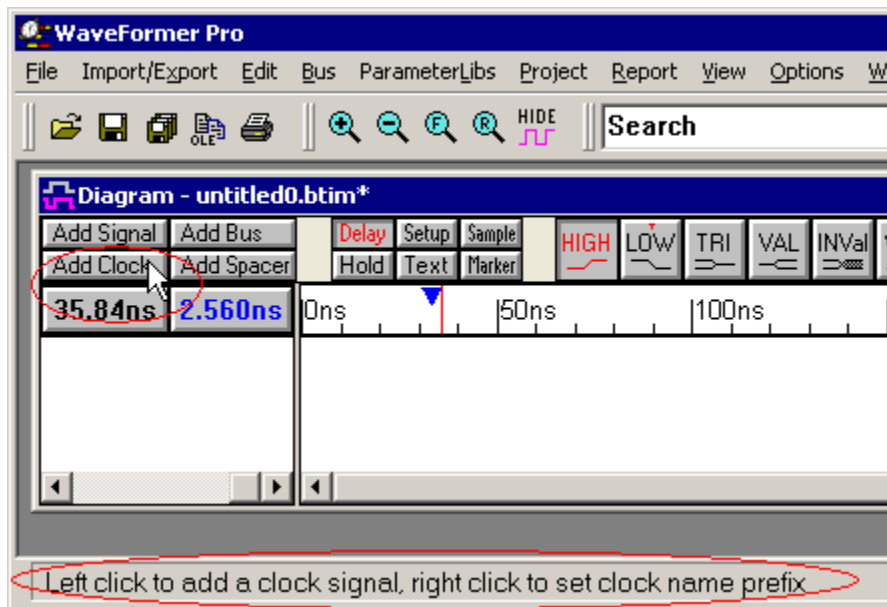 WaveFormer Pro
File Import/Export Edit Bus ParameterLibs Project Report View Options W
OLE HIDE Search
Diagram - untitled0.btim*
Add Signal Add Bus Delay Setup Sample HIGH LOW TRI VAL INVal
Add Clock Add Spacer Hold Text Marker
35.84ns 2.560ns 0ns 50ns 100ns
Left click to add a clock signal, right click to set clock name prefix